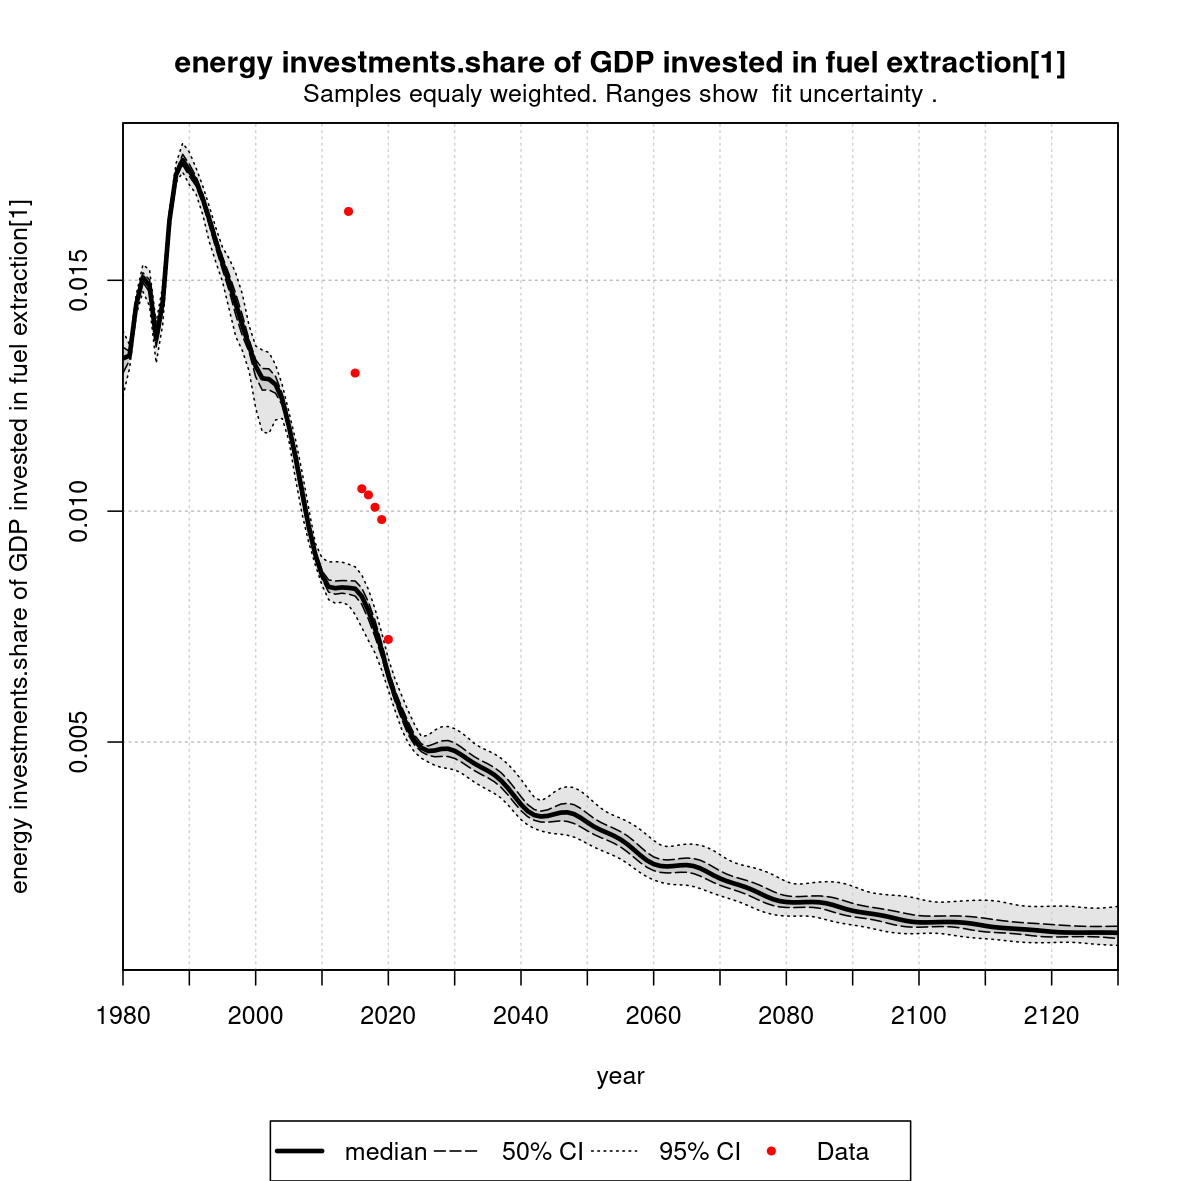 energy investments.share of GDP invested in fuel extraction[1]
Samples equaly weighted. Ranges show  fit uncertainty .
energy investments.share of GDP invested in fuel extraction[1]
0.015
0.010
0.005
1980 2000 2020 2040 2060 2080 2100 2120
year
median 50% CI 95% CI Data